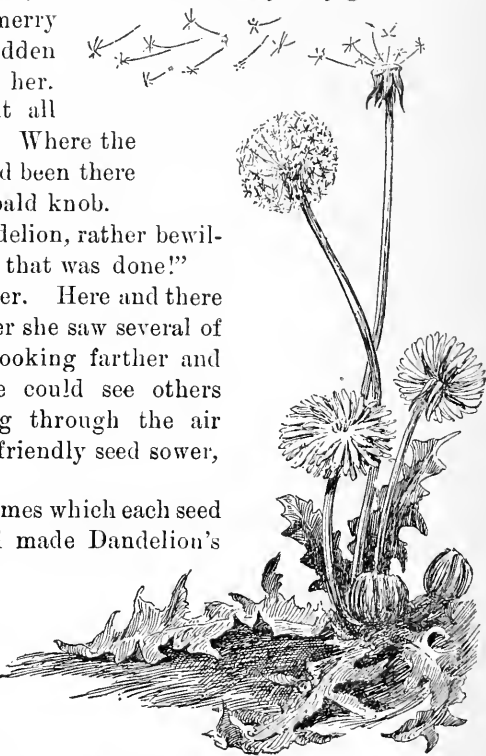 merry
dden
her.
t all
Where the
d been there
bald knob.
delion, rather bewil-
that was done!"
er. Here and there
er she saw several of
ooking farther and
e could see others
g through the air
friendly seed sower,
mes which each seed
made Dandelion's